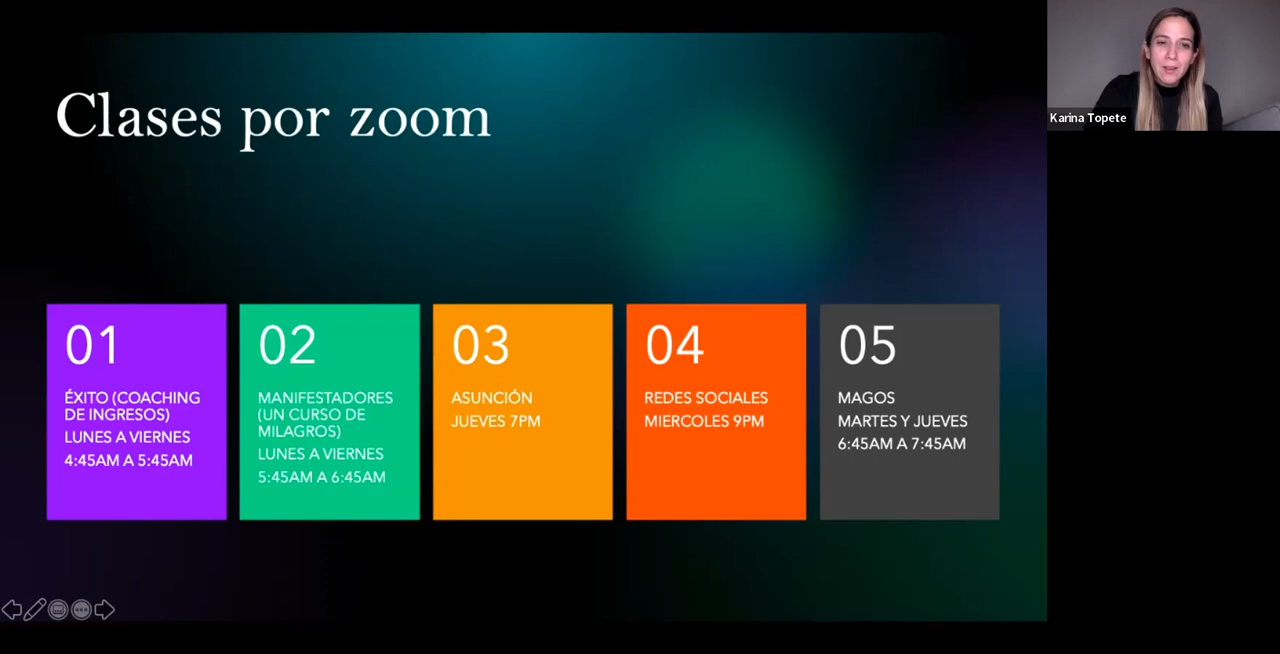 Clases por zoom
01
ÉXITO (COACHING
DE INGRESOS)
LUNES A VIERNES
4:45AM A 5:45AM
02
MANIFESTADORES
(UN CURSO DE
MILAGROS)
LUNES A VIERNES
5:45AM A 6:45AM
03
ASUNCIÓN
JUEVES 7PM
04
REDES SOCIALES
MIERCOLES 9PM
05
MAGOS
MARTES Y JUEVES
6:45AM A 7:45AM
Karina Topete